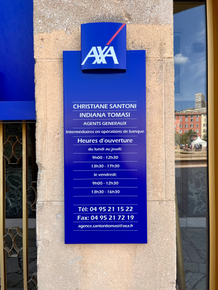 AXA
CHRISTIANE SANTONI
INDIANA TOMASI
AGENTS GENERAUX
Intermédiaires en opérations de banque
Heures d'ouverture
du lundi au jeudi
9h00 - 12h30
13h30 - 17h30
le vendredi
9h00 - 12h30
13h30 - 16h30
Tél: 04 95 21 15 22
Fax: 04 95 21 72 19
agence.santonitomasi@axa.fr